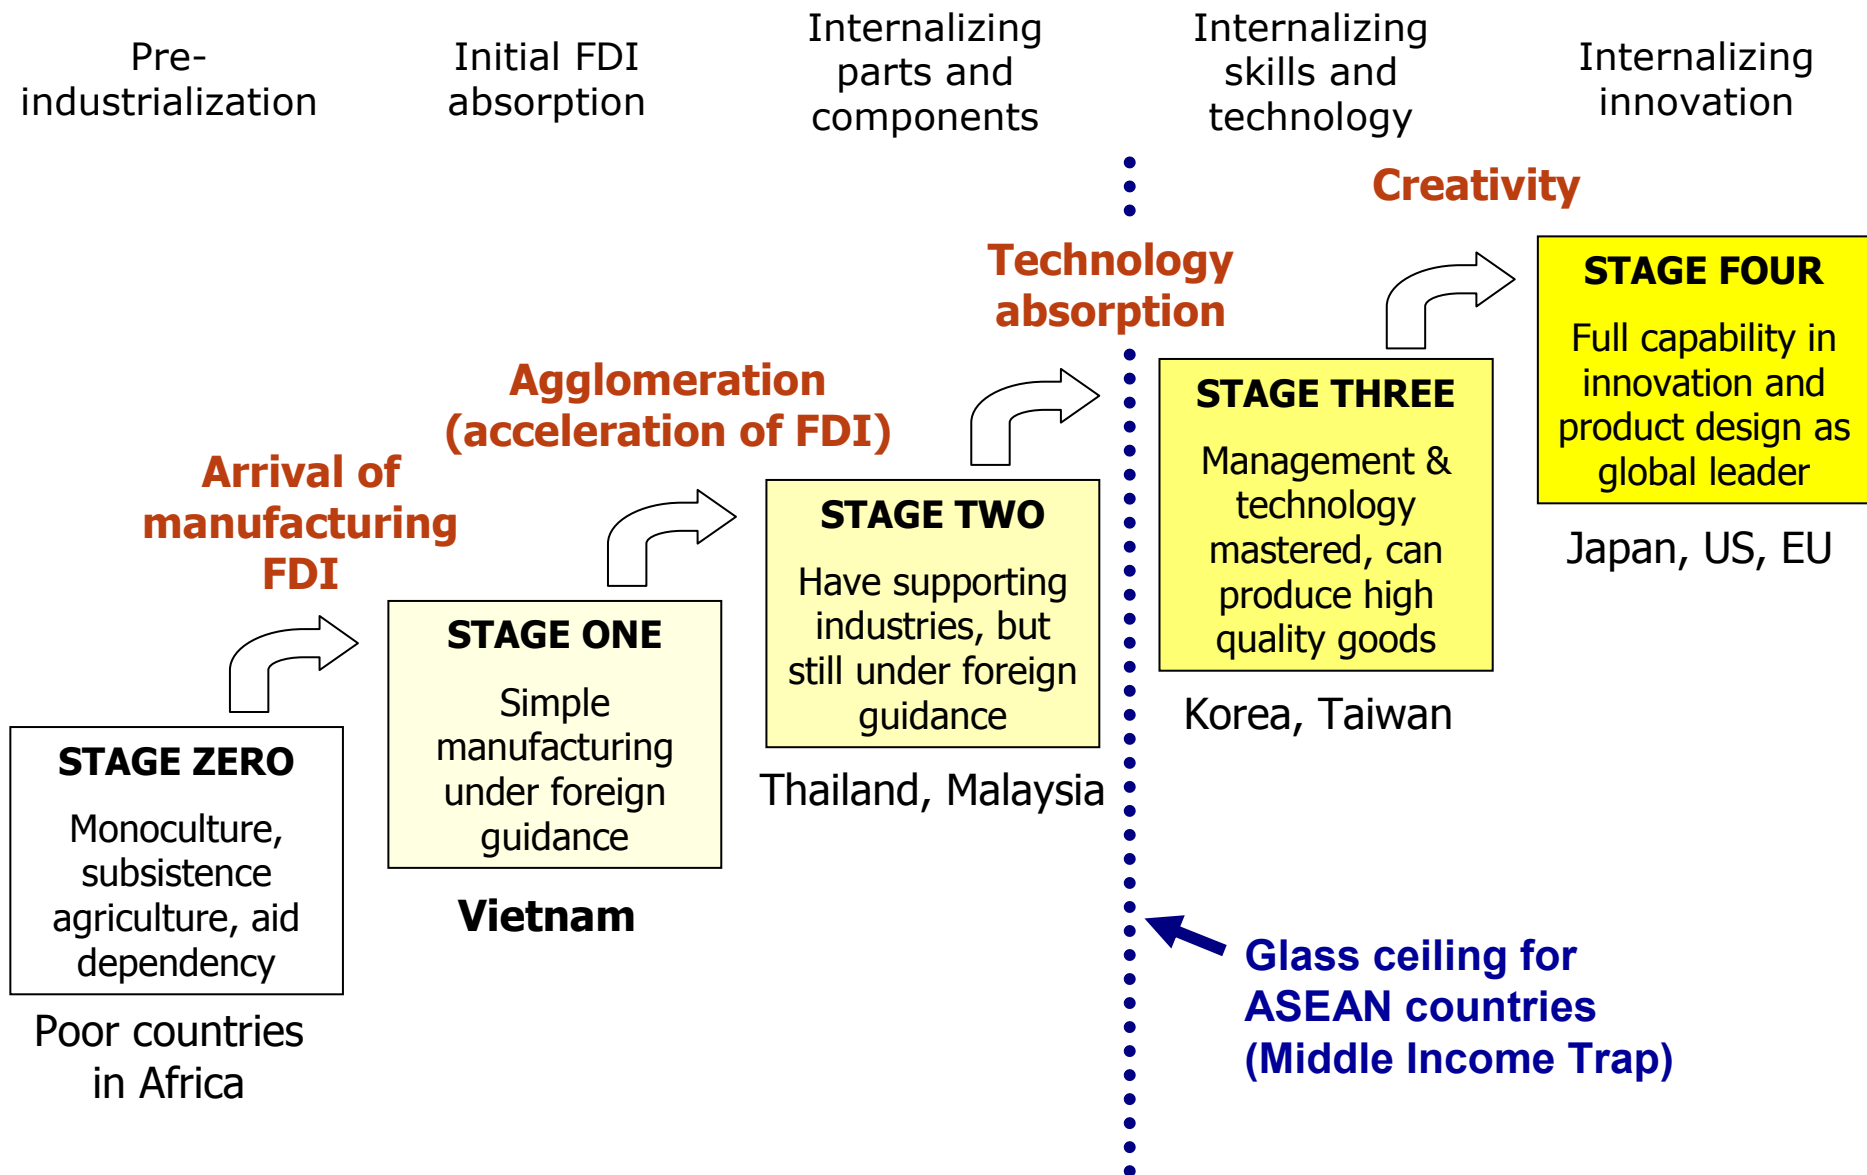 Pre-
industrialization
Initial FDI
absorption
Internalizing
parts and
components
Internalizing
skills and
technology
Internalizing
innovation
Creativity
Technology
absorption
Agglomeration
(acceleration of FDI)
Arrival of
manufacturing
FDI
STAGE ZERO
Monoculture,
subsistence
agriculture, aid
dependency
Poor countries
in Africa
STAGE ONE
Simple
manufacturing
under foreign
guidance
Vietnam
STAGE TWO
Have supporting
industries, but
still under foreign
guidance
Thailand, Malaysia
STAGE THREE
Management &
technology
mastered, can
produce high
quality goods
Korea, Taiwan
STAGE FOUR
Full capability in
innovation and
product design as
global leader
Japan, US, EU
Glass ceiling for
ASEAN countries
(Middle Income Trap)